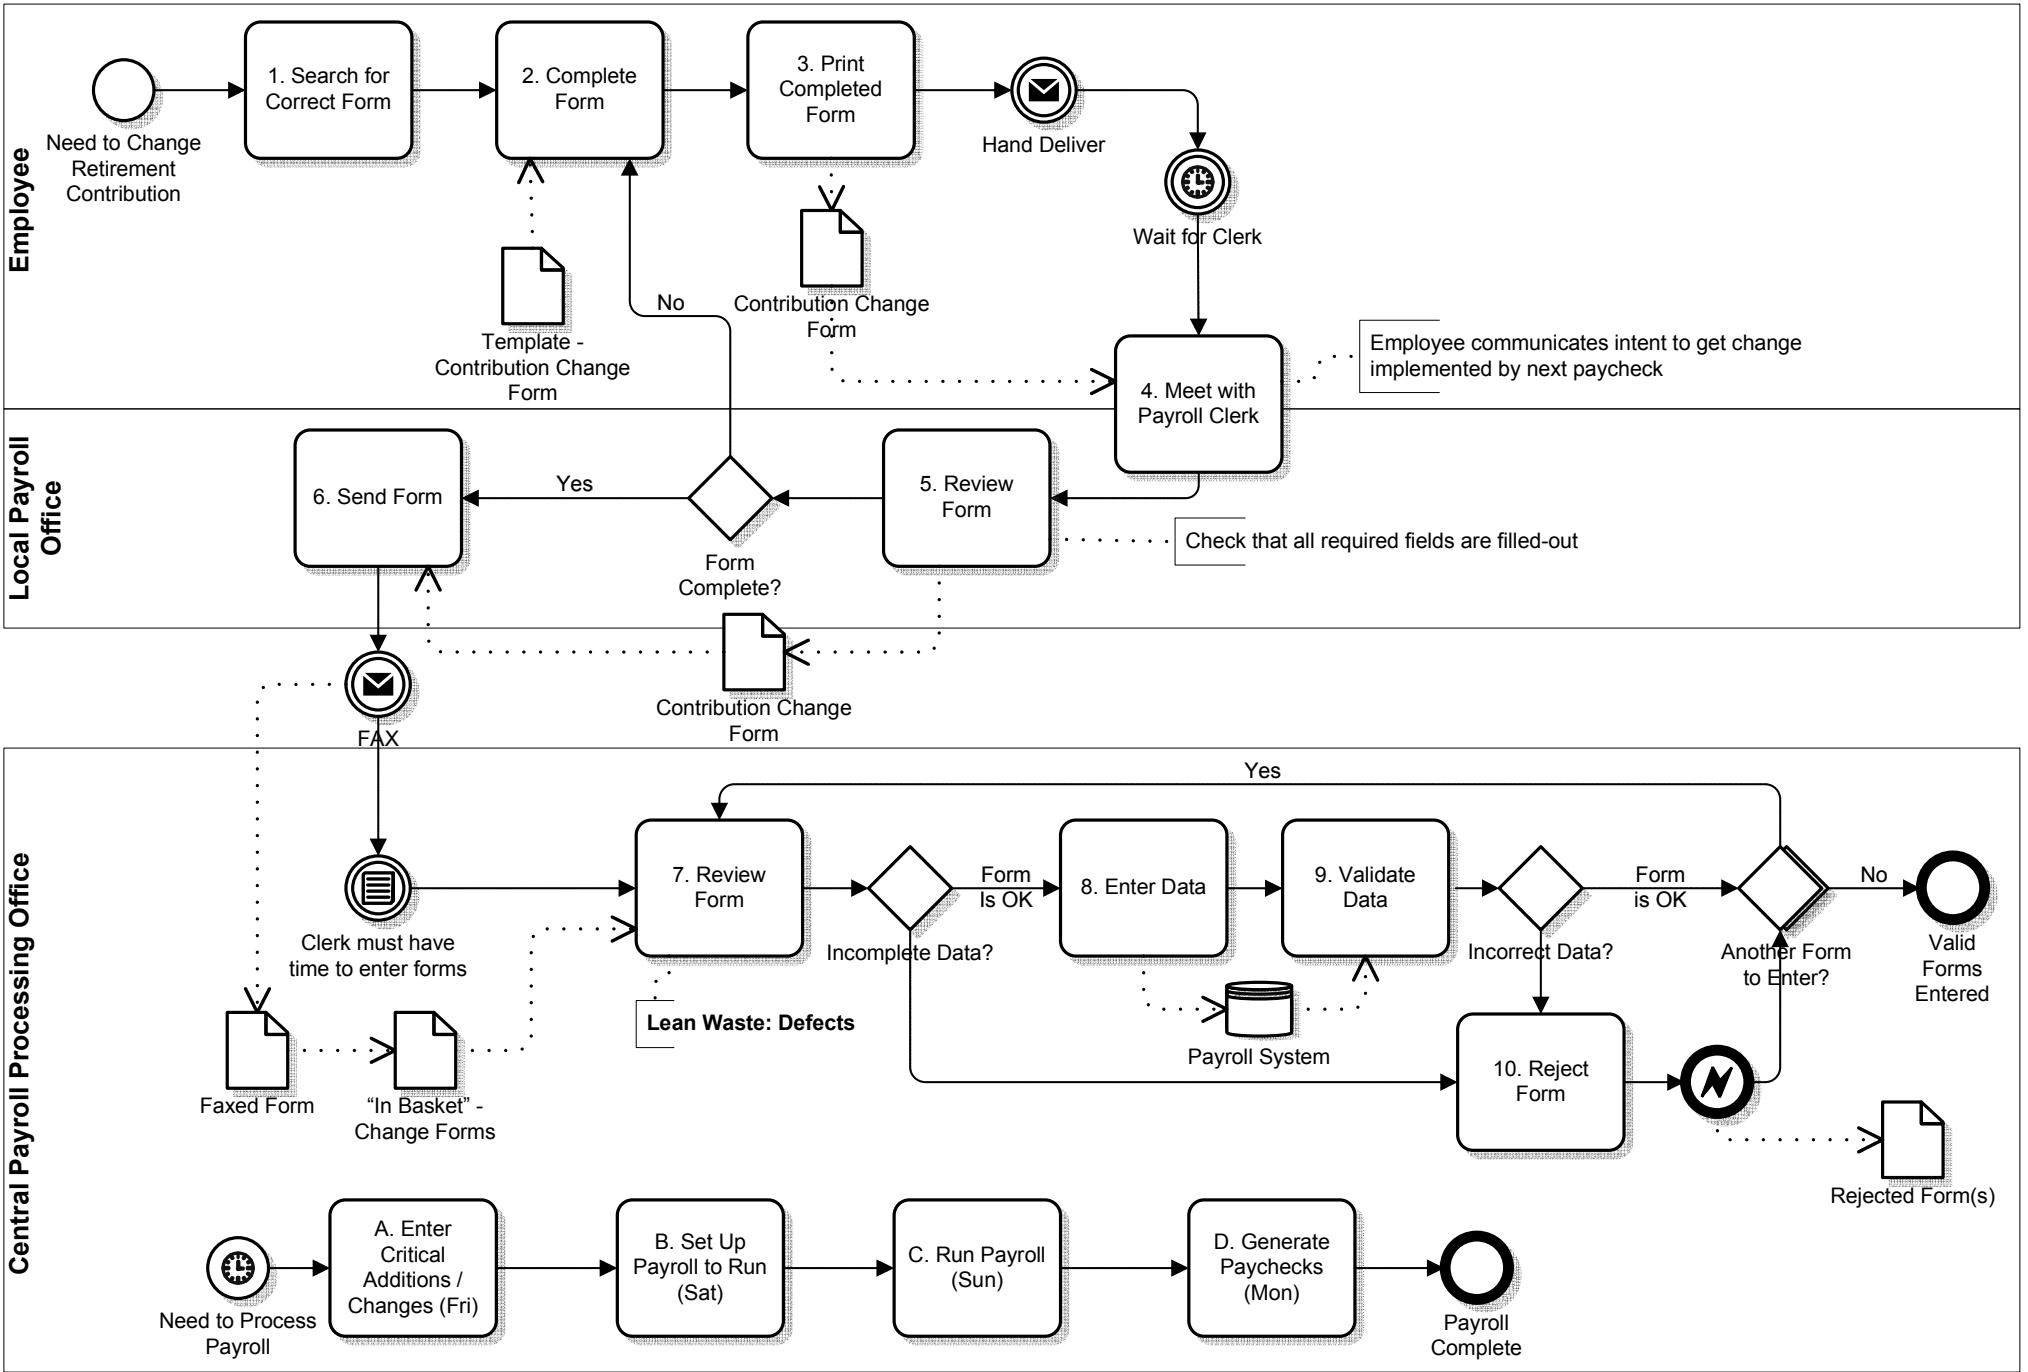 Employee
Need to Change
Retirement
Contribution
1. Search for
Correct Form
2. Complete
Form
3. Print
Completed
Form
Hand Deliver
Wait for Clerk
No
Template -
Contribution Change
Form
Contribution Change
Form
4. Meet with
Payroll Clerk
Employee communicates intent to get change
implemented by next paycheck
Local Payroll
Office
6. Send Form
Yes
Form
Complete?
5. Review
Form
Check that all required fields are filled-out
Contribution Change
Form
FAX
Central Payroll Processing Office
Yes
Clerk must have
time to enter forms
7. Review
Form
Incomplete Data?
Form
Is OK
8. Enter Data
9. Validate
Data
Incorrect Data?
Form
is OK
Another Form
to Enter?
No
Valid
Forms
Entered
Lean Waste: Defects
Payroll System
10. Reject
Form
Faxed Form
“In Basket” -
Change Forms
Rejected Form(s)
Need to Process
Payroll
A. Enter
Critical
Additions /
Changes (Fri)
B. Set Up
Payroll to Run
(Sat)
C. Run Payroll
(Sun)
D. Generate
Paychecks
(Mon)
Payroll
Complete